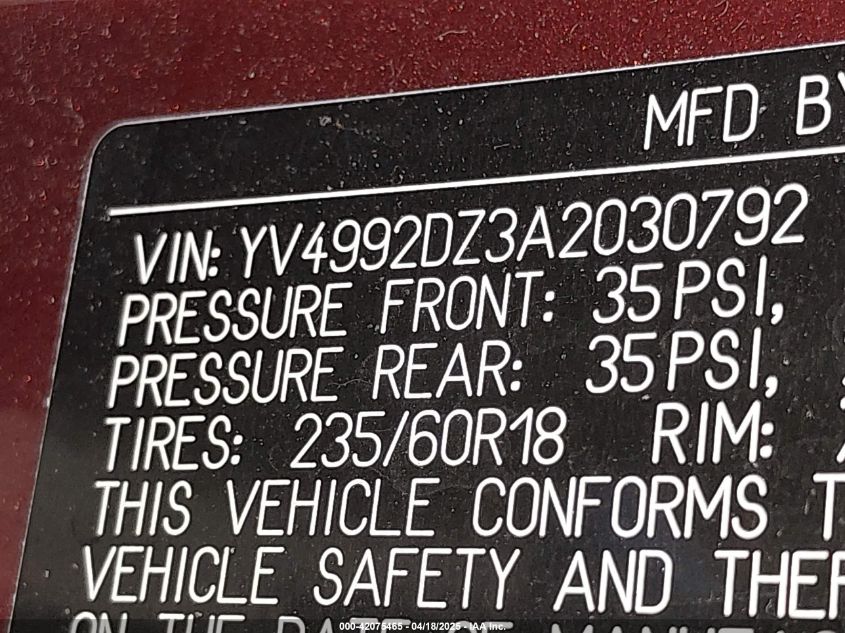 MFD BY
VIN: YV4992DZ3A2030792
PRESSURE FRONT: 35PSI,
PRESSURE REAR: 35PSI,
TIRES: 235/60R18 RIM:
THIS VEHICLE CONFORMS
VEHICLE SAFETY AND
ON THE
000-42075465 - 04/18/2025 - IAA Inc.